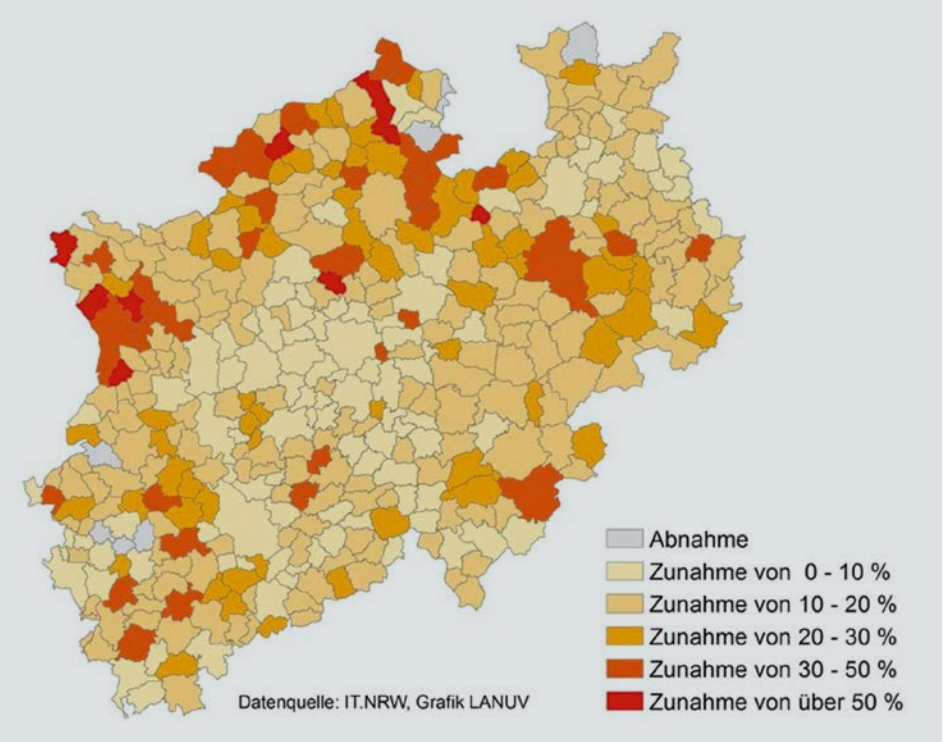 Abnahme
Zunahme von 0 - 10 %
Zunahme von 10 - 20 %
Zunahme von 20 - 30 %
Zunahme von 30 - 50 %
Zunahme von über 50 %
Datenquelle: IT.NRW, Grafik LANUV